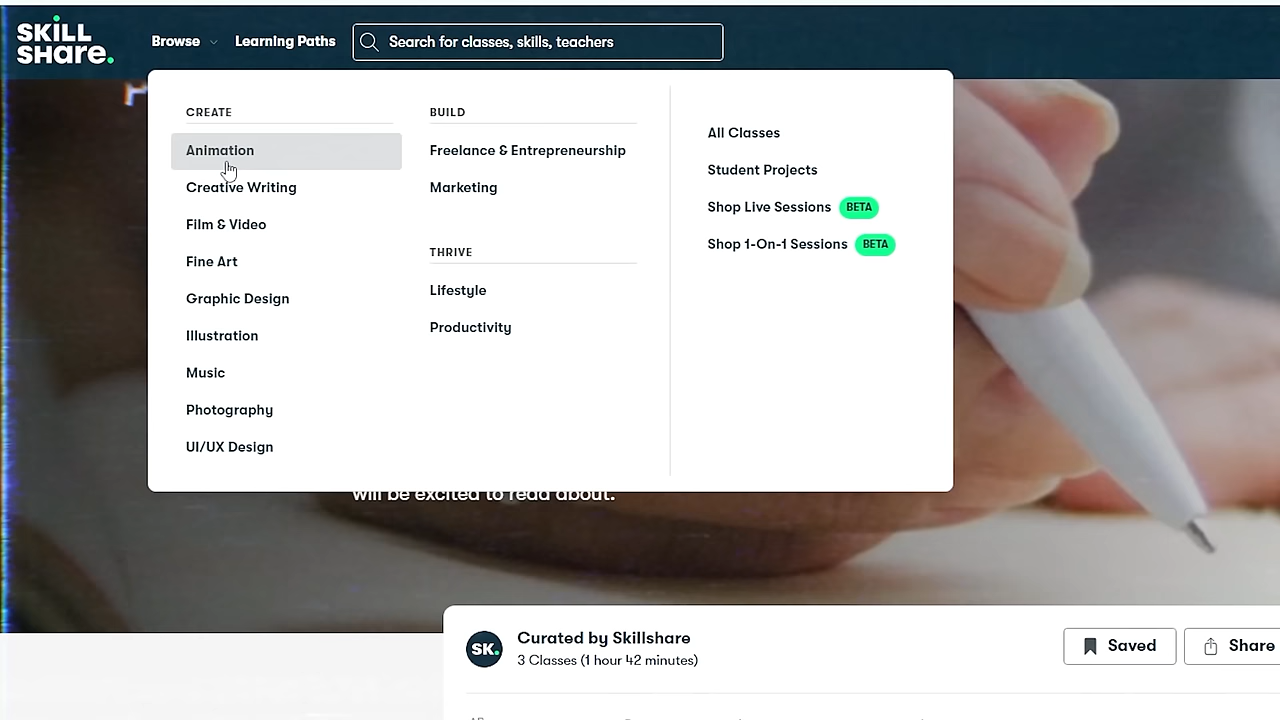 SKILL
SHare.
Browse
Learning Paths
Search for classes, skills, teachers
CREATE
Animation
Creative Writing
Film & Video
Fine Art
Graphic Design
Illustration
Music
Photography
UI/UX Design
BUILD
Freelance & Entrepreneurship
Marketing
THRIVE
Lifestyle
Productivity
All Classes
Student Projects
Shop Live Sessions BETA
Shop 1-On-1 Sessions BETA
will be excited to read about.
SK.
Curated by Skillshare
3 Classes (1 hour 42 minutes)
Saved
Share